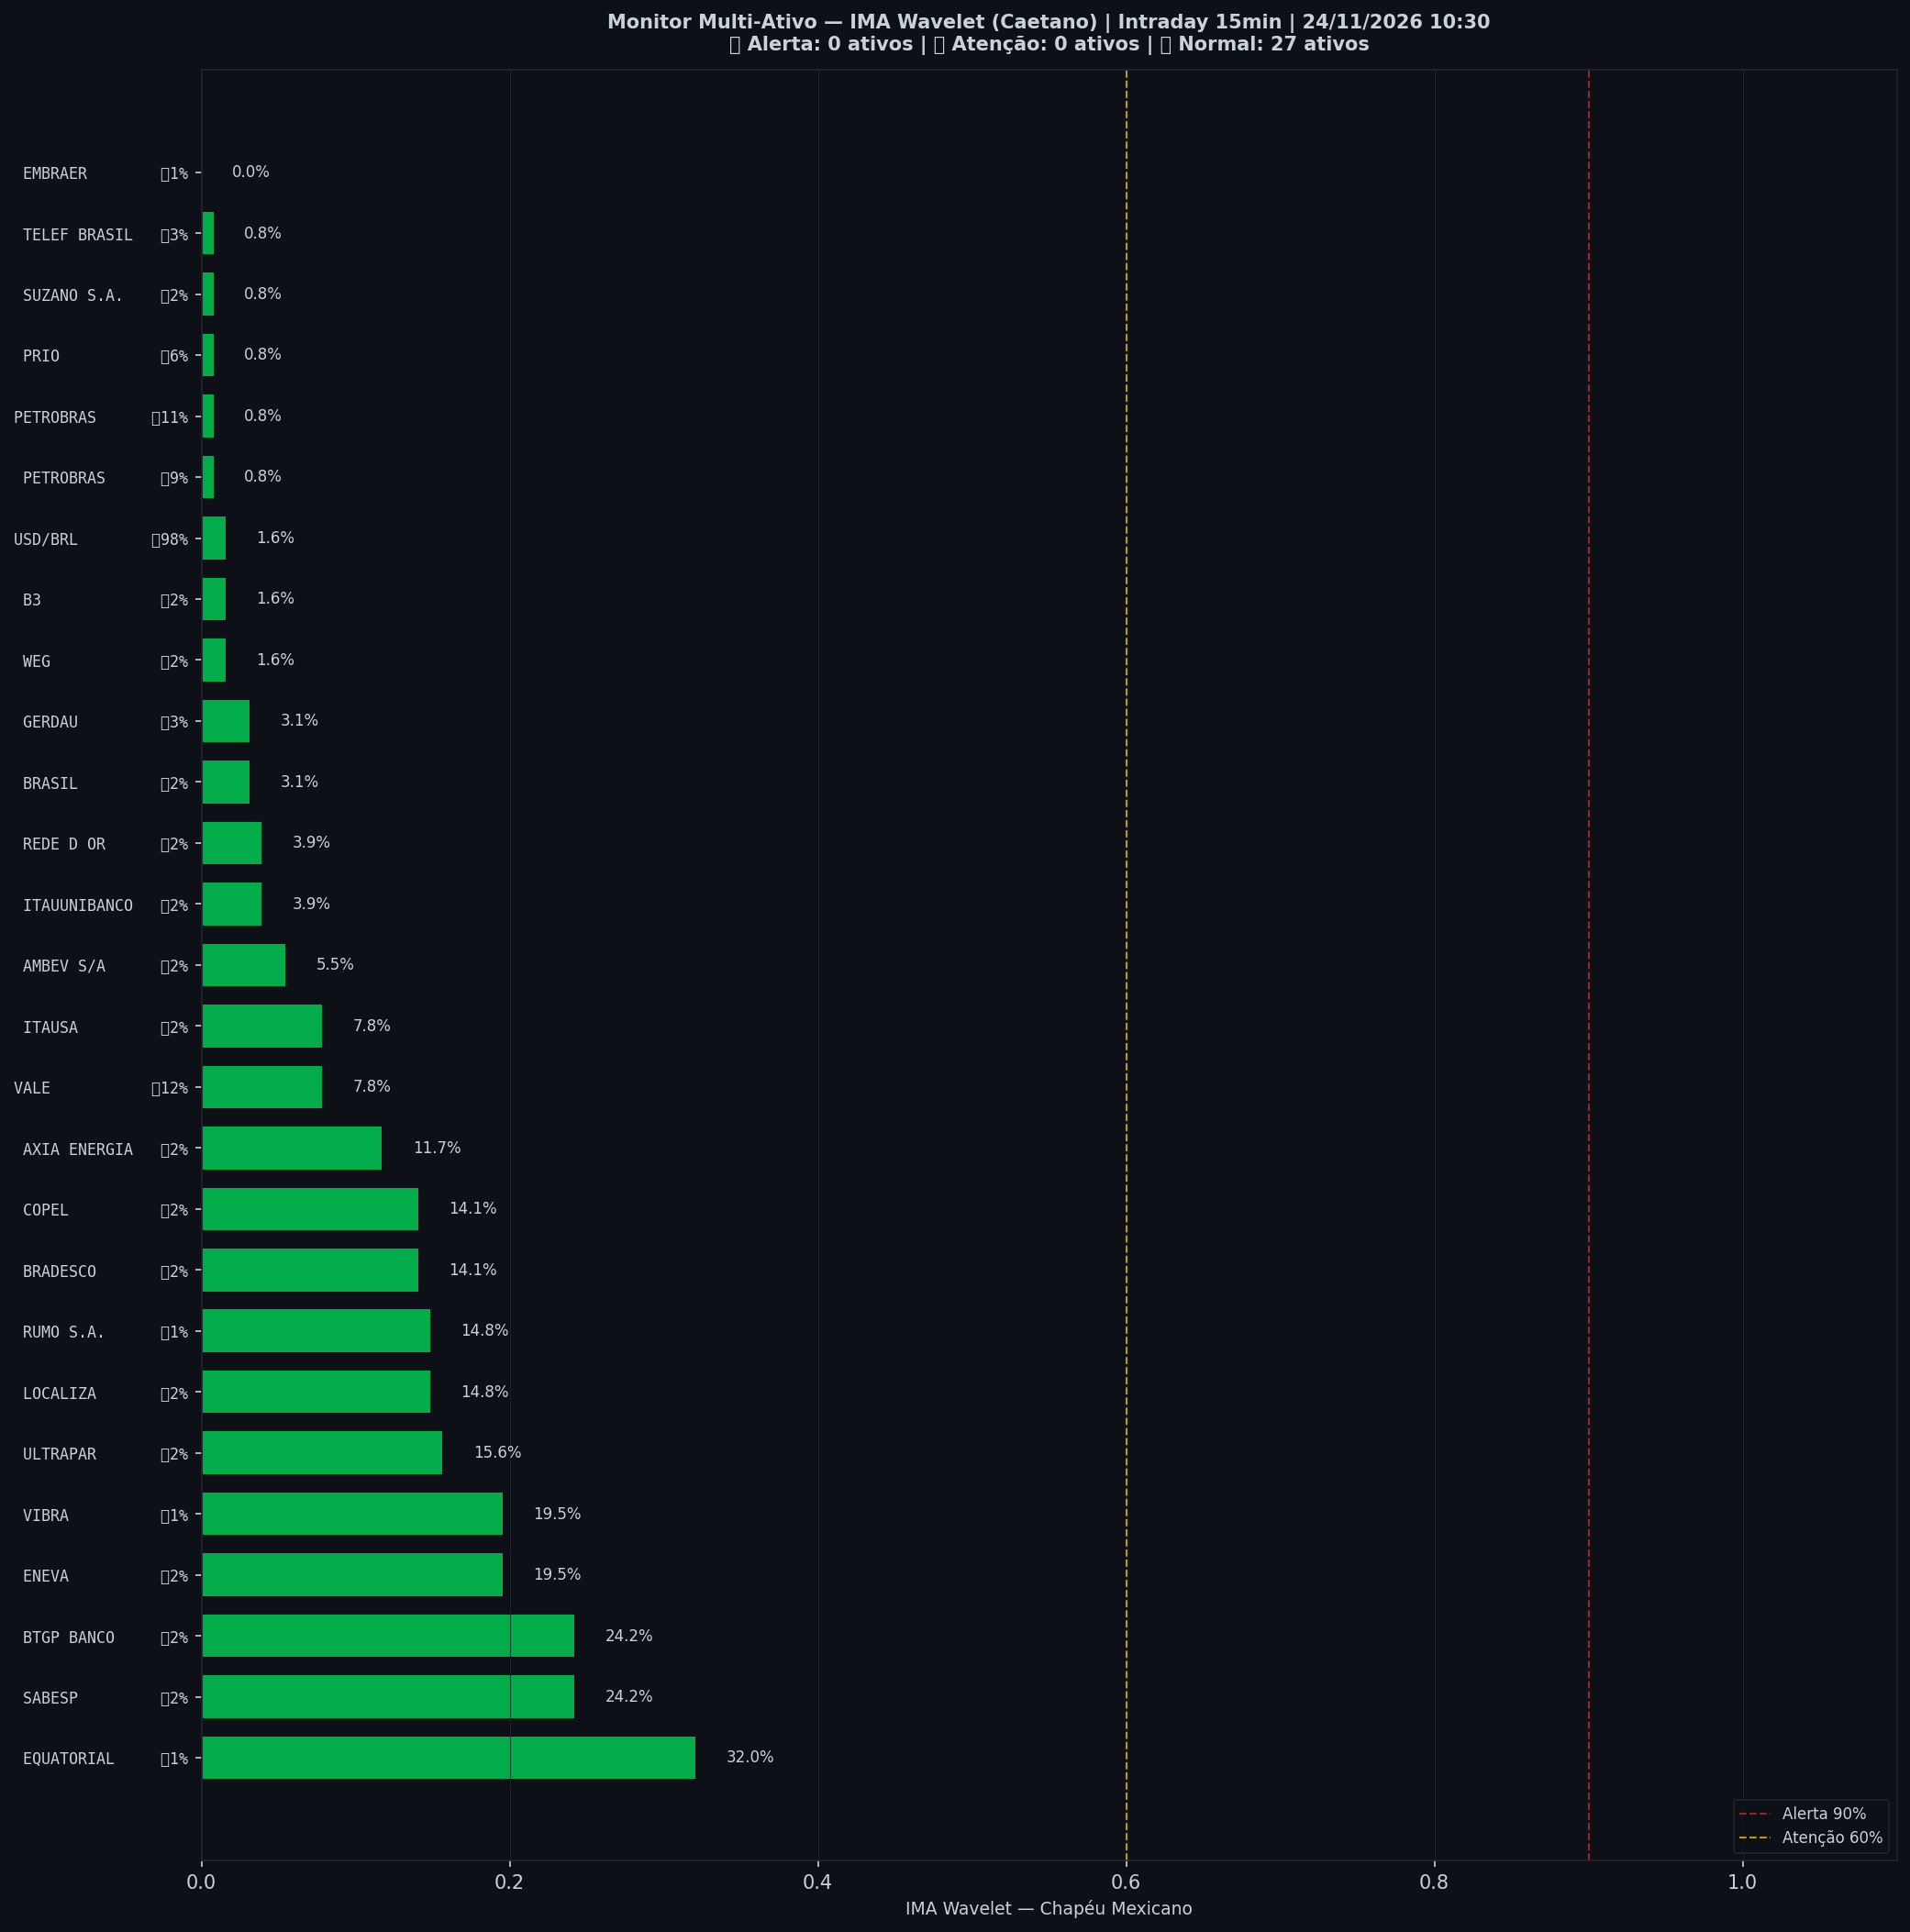 Monitor Multi-Ativo — IMA Wavelet (Caetano) | Intraday 15min | 24/11/2026 10:30
▯ Alerta: 0 ativos | ▯ Atenção: 0 ativos | ▯ Normal: 27 ativos
EMBRAER ▯1% 0.0%
TELEF BRASIL ▯3% 0.8%
SUZANO S.A. ▯2% 0.8%
PRIO ▯6% 0.8%
PETROBRAS ▯11% 0.8%
PETROBRAS ▯9% 0.8%
USD/BRL ▯98% 1.6%
B3 ▯2% 1.6%
WEG ▯2% 1.6%
GERDAU ▯3% 3.1%
BRASIL ▯2% 3.1%
REDE D OR ▯2% 3.9%
ITAUUNIBANCO ▯2% 3.9%
AMBEV S/A ▯2% 5.5%
ITAUSA ▯2% 7.8%
VALE ▯12% 7.8%
AXIA ENERGIA ▯2% 11.7%
COPEL ▯2% 14.1%
BRADESCO ▯2% 14.1%
RUMO S.A. ▯1% 14.8%
LOCALIZA ▯2% 14.8%
ULTRAPAR ▯2% 15.6%
VIBRA ▯1% 19.5%
ENEVA ▯2% 19.5%
BTGP BANCO ▯2% 24.2%
SABESP ▯2% 24.2%
EQUATORIAL ▯1% 32.0%
Alerta 90%
Atenção 60%
0.0 0.2 0.4 0.6 0.8 1.0
IMA Wavelet — Chapéu Mexicano